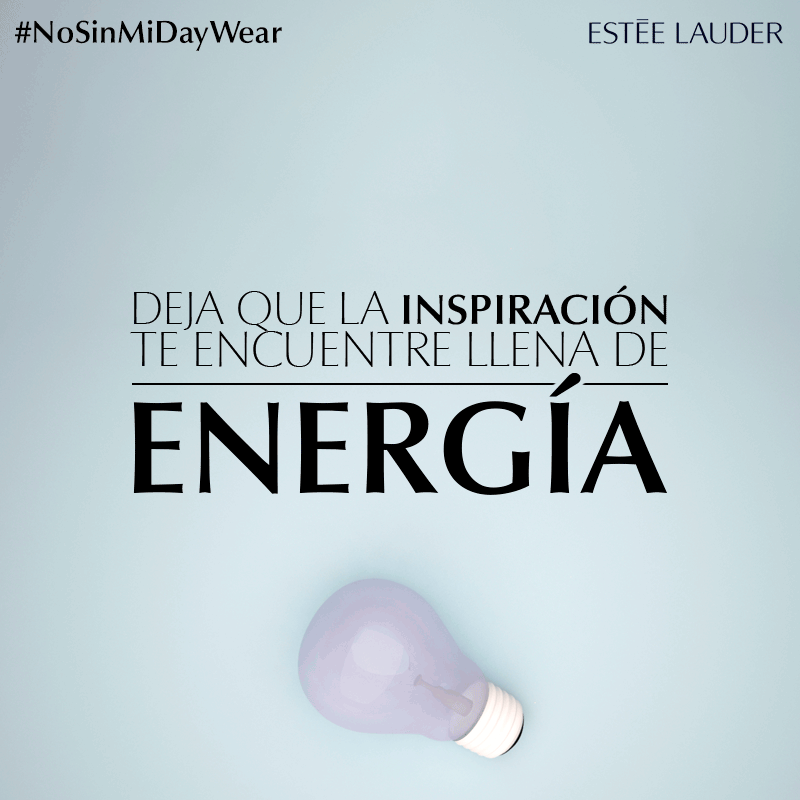 #NoSinMiDayWear
ESTĒE LAUDER
DEJA QUE LA INSPIRACIÓN
TE ENCUENTRE LLENA DE
ENERGÍA